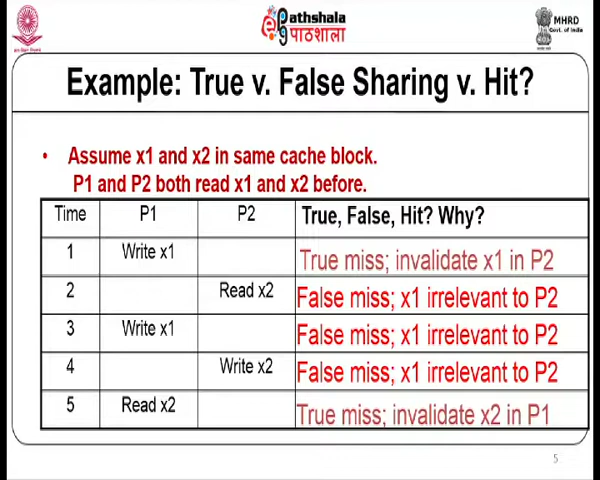 Pathshala
पाठशाला
MHRD
Govt. of India
Example: True v. False Sharing v. Hit?
• Assume x1 and x2 in same cache block.
P1 and P2 both read x1 and x2 before.
Time P1 P2 True, False, Hit? Why?
1 Write x1 True miss; invalidate x1 in P2
2 Read x2 False miss; x1 irrelevant to P2
3 Write x1 False miss; x1 irrelevant to P2
4 Write x2 False miss; x1 irrelevant to P2
5 Read x2 True miss; invalidate x2 in P1
5